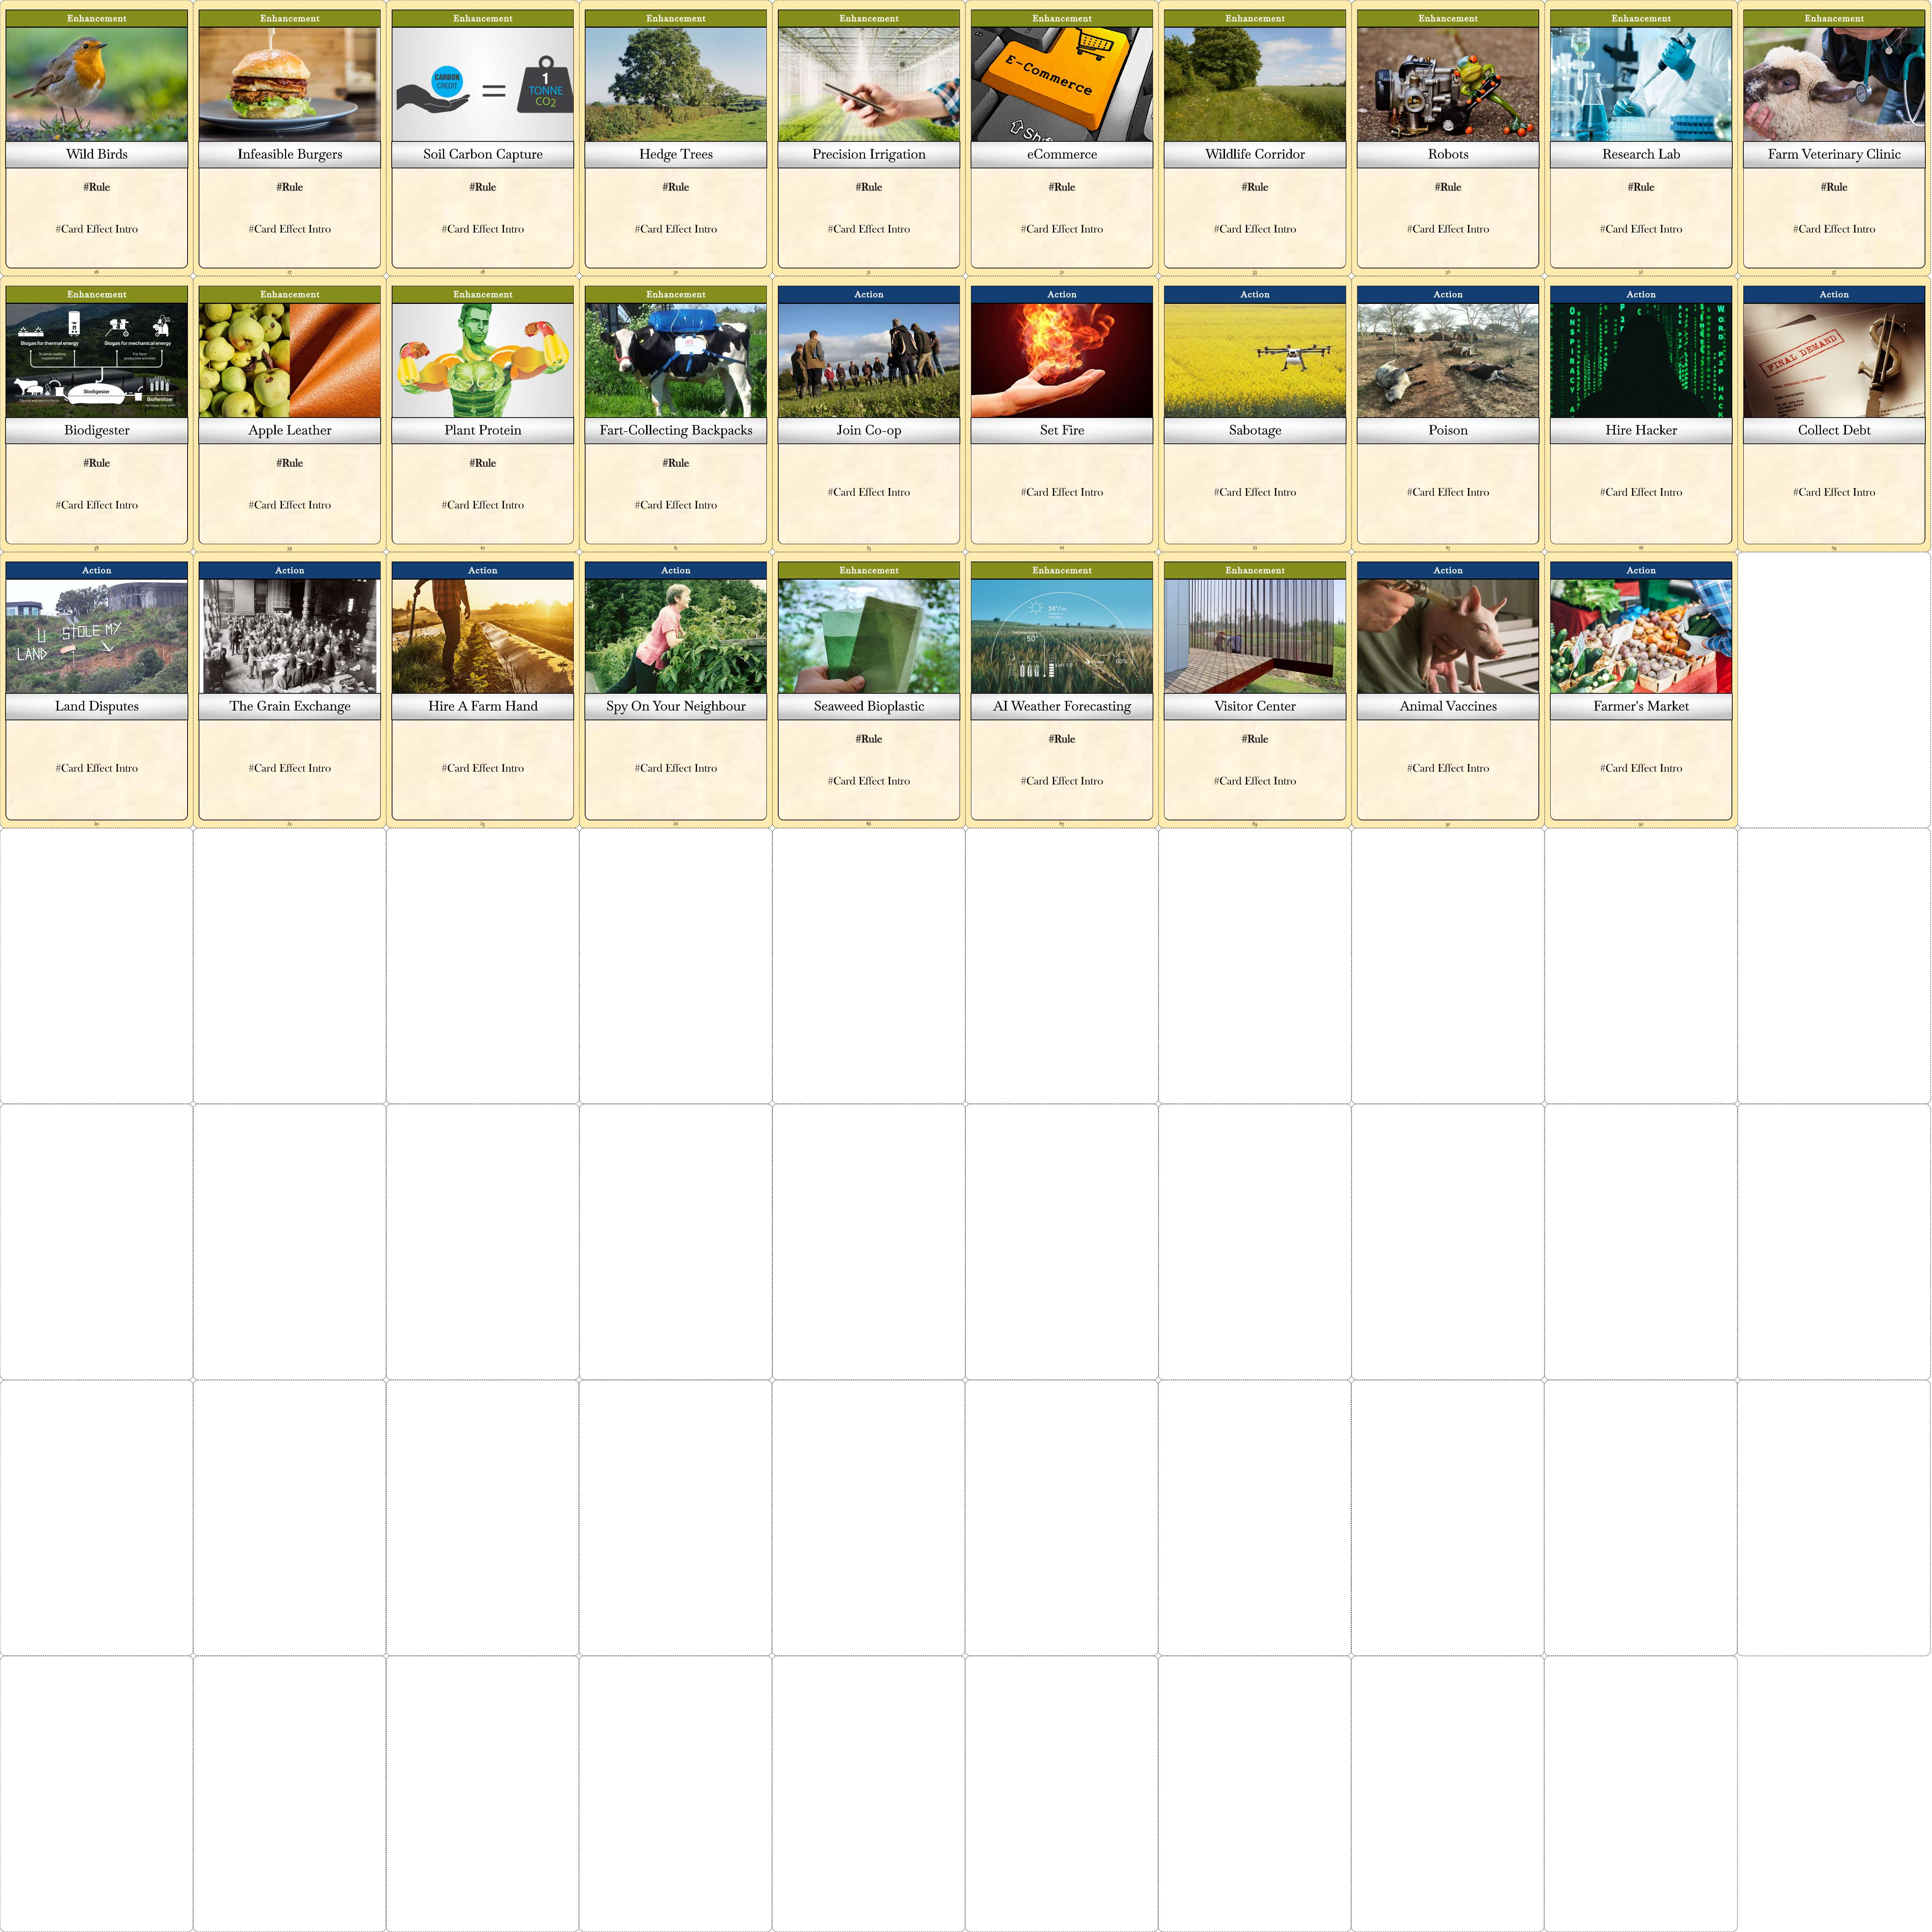 Enhancement
Enhancement
Enhancement
Enhancement
Enhancement
Enhancement
Enhancement
Enhancement
Enhancement
Enhancement
CARBON
CREDIT
1
TONNE
CO2
E-Commerce
Shift
Wild Birds
Infeasible Burgers
Soil Carbon Capture
Hedge Trees
Precision Irrigation
eCommerce
Wildlife Corridor
Robots
Research Lab
Farm Veterinary Clinic
#Rule
#Rule
#Rule
#Rule
#Rule
#Rule
#Rule
#Rule
#Rule
#Rule
#Card Effect Intro
#Card Effect Intro
#Card Effect Intro
#Card Effect Intro
#Card Effect Intro
#Card Effect Intro
#Card Effect Intro
#Card Effect Intro
#Card Effect Intro
#Card Effect Intro
Enhancement
Enhancement
Enhancement
Enhancement
Action
Action
Action
Action
Action
Action
Biogas for thermal energy
Biogas for mechanical energy
Biodigester
Biofertilizer
FINAL DEMAND
Biodigester
Apple Leather
Plant Protein
Fart-Collecting Backpacks
Join Co-op
Set Fire
Sabotage
Poison
Hire Hacker
Collect Debt
#Rule
#Rule
#Rule
#Rule
#Card Effect Intro
#Card Effect Intro
#Card Effect Intro
#Card Effect Intro
#Card Effect Intro
#Card Effect Intro
#Card Effect Intro
#Card Effect Intro
#Card Effect Intro
#Card Effect Intro
Action
Action
Action
Action
Enhancement
Enhancement
Enhancement
Action
Action
U STOLE MY
LAND
24°
50°
60%
Land Disputes
The Grain Exchange
Hire A Farm Hand
Spy On Your Neighbour
Seaweed Bioplastic
AI Weather Forecasting
Visitor Center
Animal Vaccines
Farmer's Market
#Rule
#Rule
#Rule
#Card Effect Intro
#Card Effect Intro
#Card Effect Intro
#Card Effect Intro
#Card Effect Intro
#Card Effect Intro
#Card Effect Intro
#Card Effect Intro
#Card Effect Intro